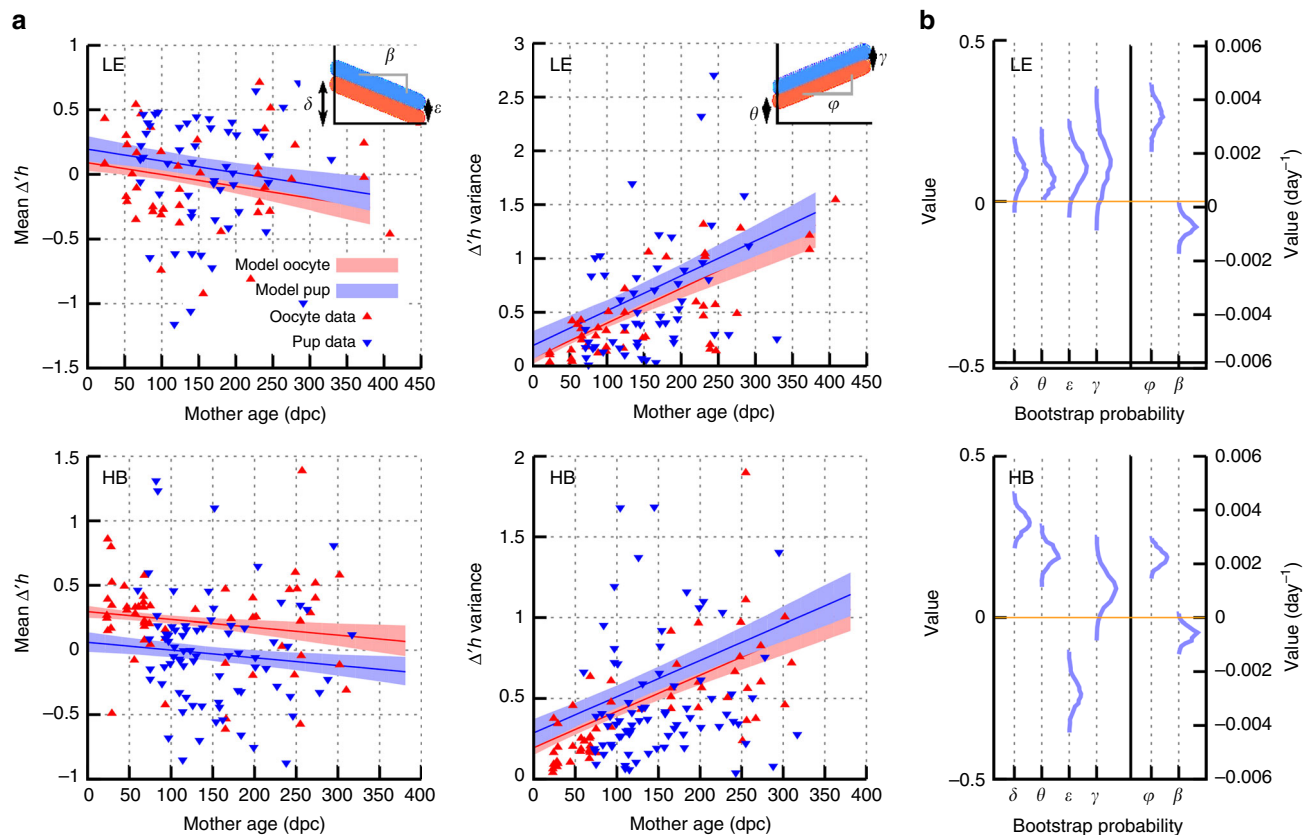 a
b
LE
β
δ
ε
Mean Δ′h
1
0.5
0
−0.5
−1
−1.5
Model oocyte
Model pup
Oocyte data
Pup data
0 50 100 150 200 250 300 350 400 450
Mother age (dpc)
LE
γ
θ
φ
Δ′h variance
3
2.5
2
1.5
1
0.5
0
0 50 100 150 200 250 300 350 400 450
Mother age (dpc)
LE
Value
0.5
0
−0.5
0.006
0.004
0.002
0
−0.002
−0.004
−0.006
Value (day⁻¹)
δ θ ε γ φ β
Bootstrap probability
HB
Mean Δ′h
1.5
1
0.5
0
−0.5
−1
0 50 100 150 200 250 300 350 400
Mother age (dpc)
HB
Δ′h variance
2
1.5
1
0.5
0
0 50 100 150 200 250 300 350 400
Mother age (dpc)
HB
Value
0.5
0
−0.5
0.006
0.004
0.002
0
−0.002
−0.004
−0.006
Value (day⁻¹)
δ θ ε γ φ β
Bootstrap probability